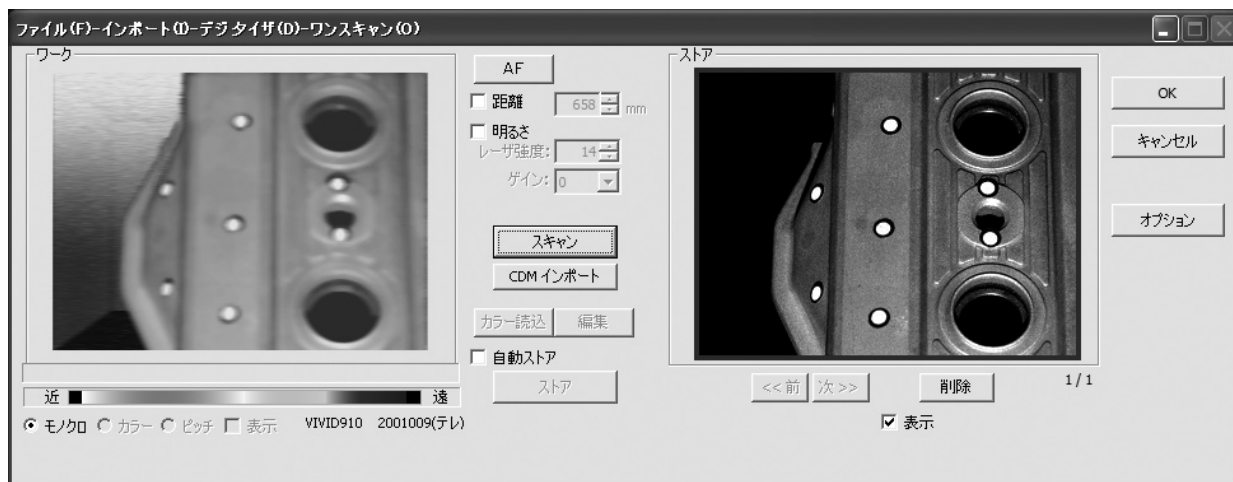 ファイル(F)-インポート(I)-デジタイザ(D)-ワンスキャン(O)
ワーク
AF
距離 658 mm
明るさ
レーザ強度: 14
ゲイン: 0
スキャン
CDM インポート
カラー読込 編集
自動ストア
ストア
近 遠
モノクロ カラー ピッチ 表示 VIVID910 2001009(テレ)
ストア
<< 前 次 >> 削除 1 / 1
表示
OK
キャンセル
オプション